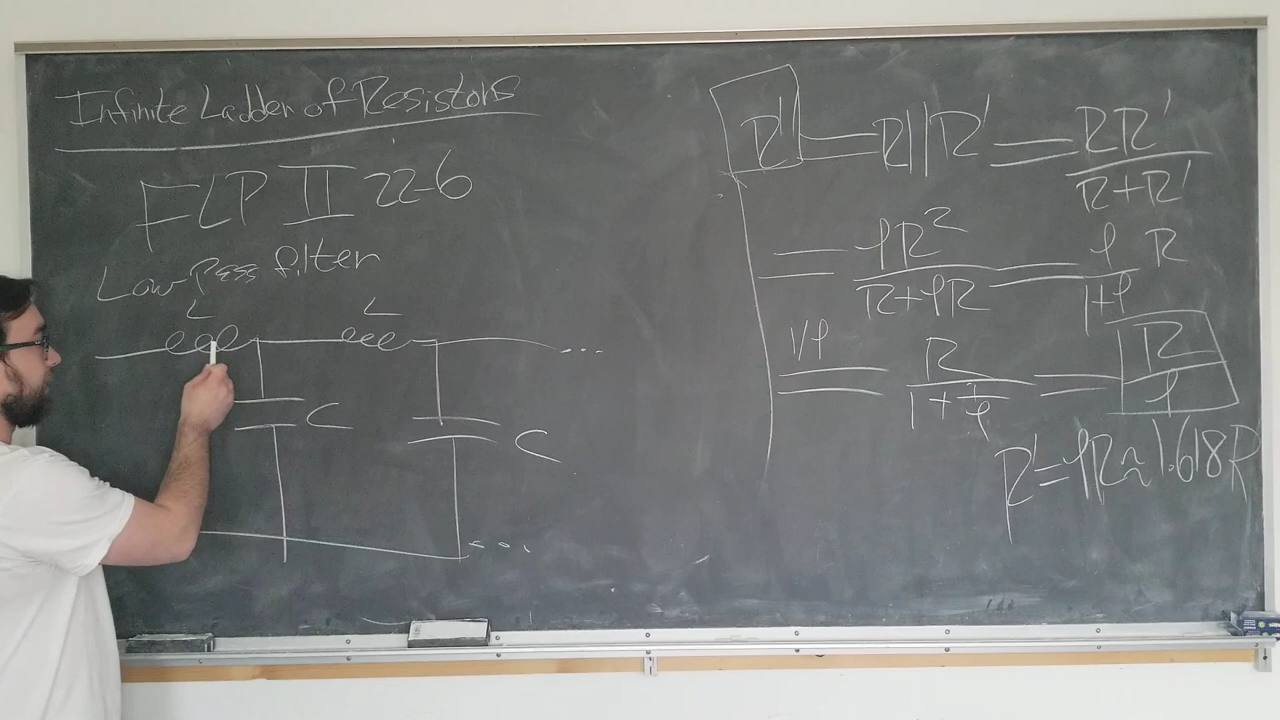 Infinite Ladder of Resistors
FLP II 22-6
Low Pass filter
L L
...
C
C
...
R'' = R||R' = RR' / R+R'
= φR² / R+φR = φ / 1+φ R
1/φ = R / 1+1/φ = R / φ
R' = φR ≈ 1.618R